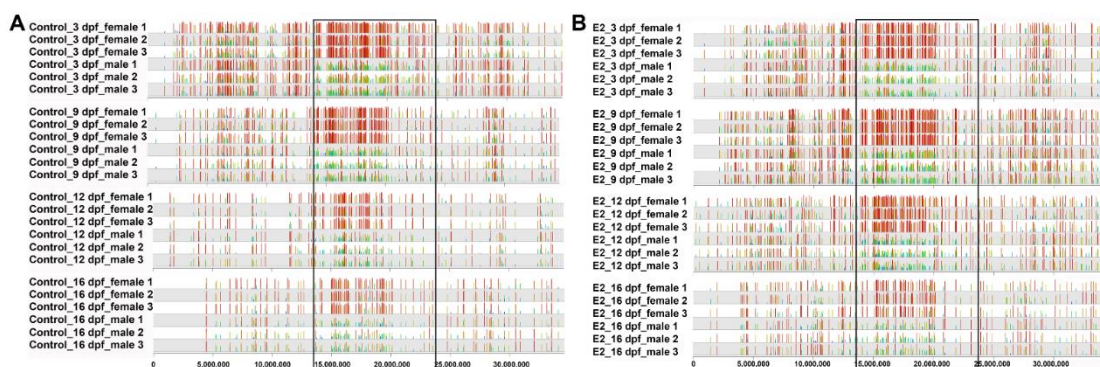 A
Control_3 dpf_female 1
Control_3 dpf_female 2
Control_3 dpf_female 3
Control_3 dpf_male 1
Control_3 dpf_male 2
Control_3 dpf_male 3
Control_9 dpf_female 1
Control_9 dpf_female 2
Control_9 dpf_female 3
Control_9 dpf_male 1
Control_9 dpf_male 2
Control_9 dpf_male 3
Control_12 dpf_female 1
Control_12 dpf_female 2
Control_12 dpf_female 3
Control_12 dpf_male 1
Control_12 dpf_male 2
Control_12 dpf_male 3
Control_16 dpf_female 1
Control_16 dpf_female 2
Control_16 dpf_female 3
Control_16 dpf_male 1
Control_16 dpf_male 2
Control_16 dpf_male 3
5,000,000 10,000,000 15,000,000 20,000,000 25,000,000 30,000,000
B
E2_3 dpf_female 1
E2_3 dpf_female 2
E2_3 dpf_female 3
E2_3 dpf_male 1
E2_3 dpf_male 2
E2_3 dpf_male 3
E2_9 dpf_female 1
E2_9 dpf_female 2
E2_9 dpf_female 3
E2_9 dpf_male 1
E2_9 dpf_male 2
E2_9 dpf_male 3
E2_12 dpf_female 1
E2_12 dpf_female 2
E2_12 dpf_female 3
E2_12 dpf_male 1
E2_12 dpf_male 2
E2_12 dpf_male 3
E2_16 dpf_female 1
E2_16 dpf_female 2
E2_16 dpf_female 3
E2_16 dpf_male 1
E2_16 dpf_male 2
E2_16 dpf_male 3
0 5,000,000 10,000,000 15,000,000 20,000,000 25,000,000 30,000,000